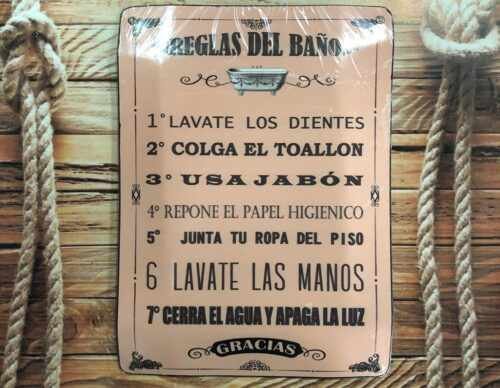 REGLAS DEL BAÑO
1° LAVATE LOS DIENTES
2° COLGA EL TOALLON
3° USA JABÓN
4° REPONE EL PAPEL HIGIENICO
5° JUNTA TU ROPA DEL PISO
6 LAVATE LAS MANOS
7° CERRA EL AGUA Y APAGA LA LUZ
GRACIAS